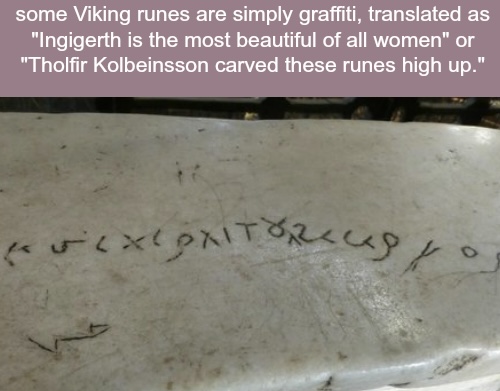 some Viking runes are simply graffiti, translated as
"Ingigerth is the most beautiful of all women" or
"Tholfir Kolbeinsson carved these runes high up."